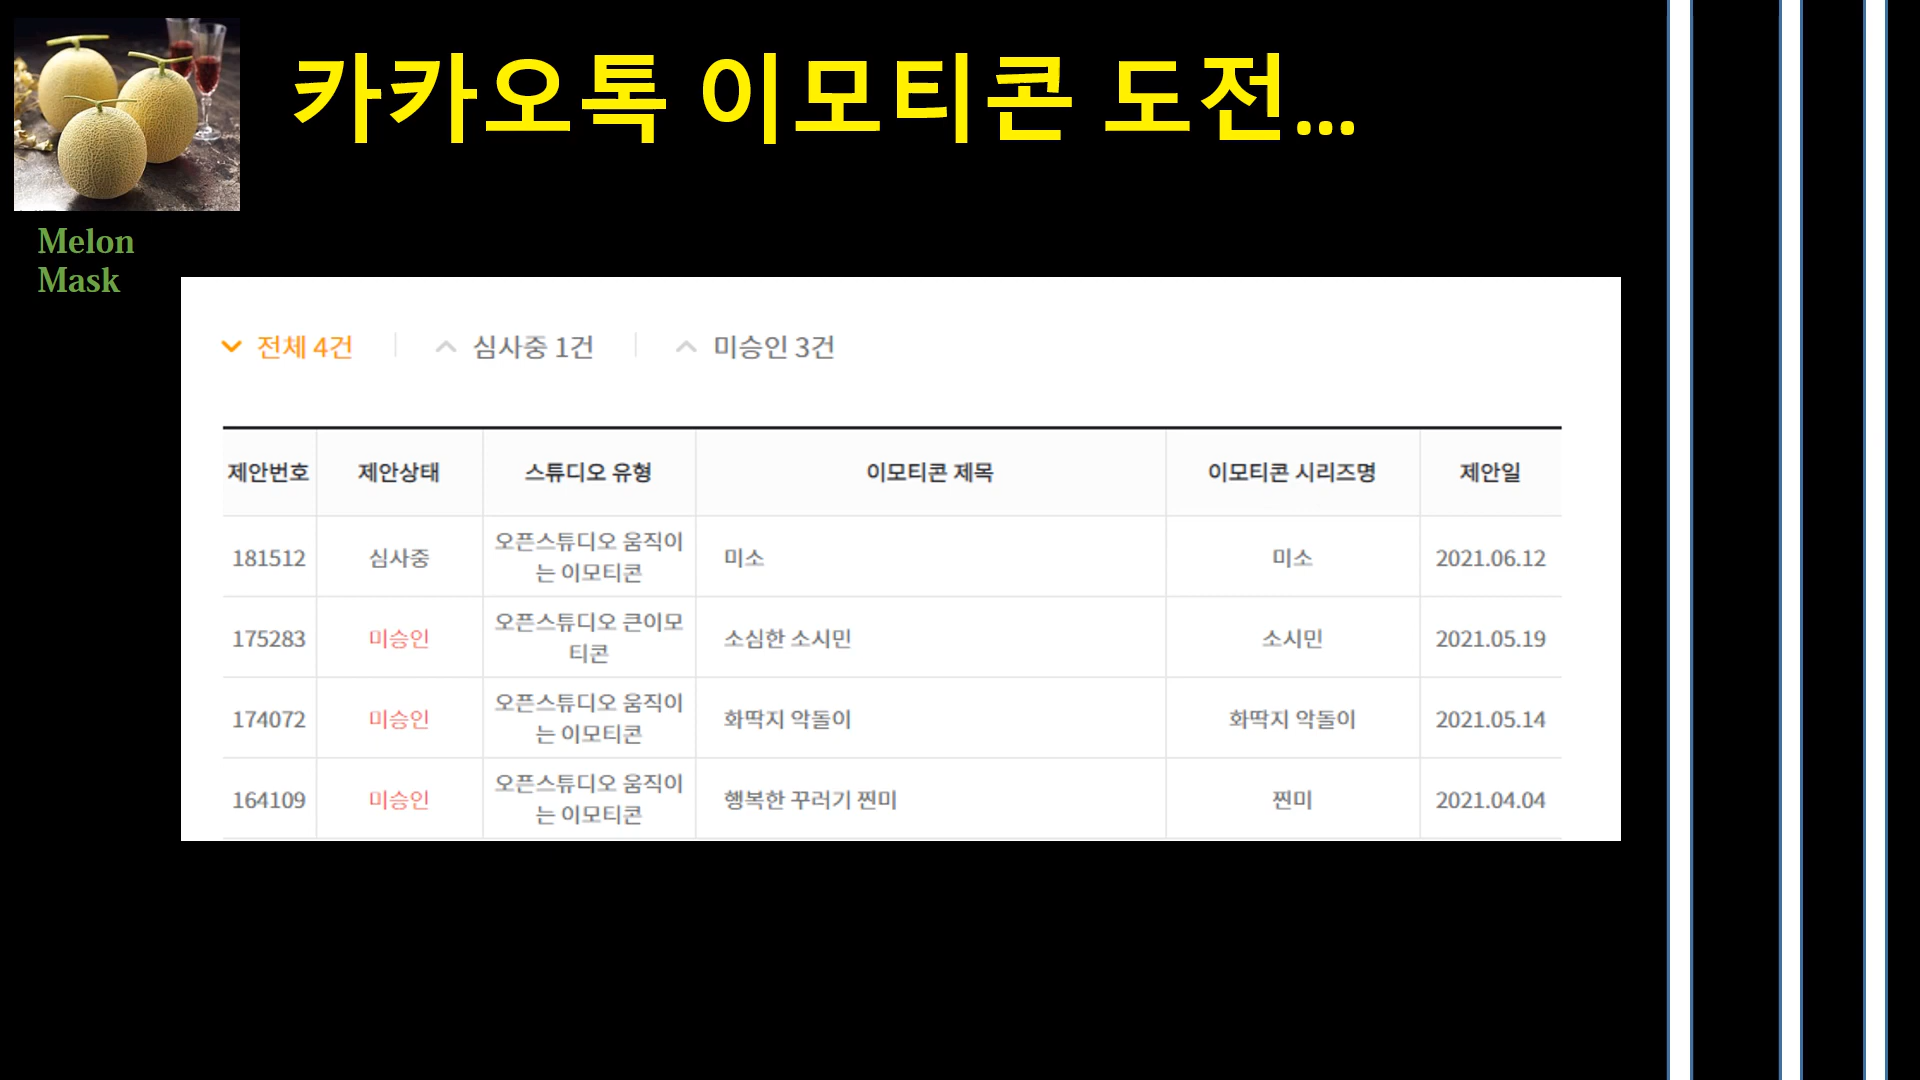 카카오톡 이모티콘 도전...
Melon
Mask
전체 4건 심사중 1건 미승인 3건
제안번호 제안상태 스튜디오 유형 이모티콘 제목 이모티콘 시리즈명 제안일
181512 심사중 오픈스튜디오 움직이
는 이모티콘 미소 미소 2021.06.12
175283 미승인 오픈스튜디오 큰이모
티콘 소심한 소시민 소시민 2021.05.19
174072 미승인 오픈스튜디오 움직이
는 이모티콘 화딱지 악돌이 화딱지 악돌이 2021.05.14
164109 미승인 오픈스튜디오 움직이
는 이모티콘 행복한 꾸러기 찐미 찐미 2021.04.04